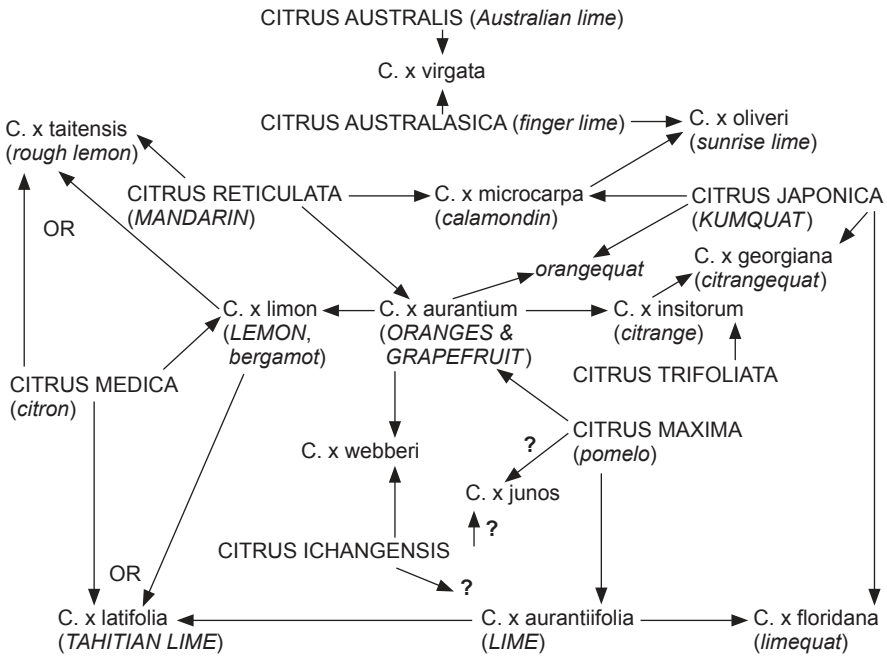 CITRUS AUSTRALIS (Australian lime)
C. x virgata
CITRUS AUSTRALASICA (finger lime)
C. x oliveri
(sunrise lime)
C. x taitensis
(rough lemon)
CITRUS RETICULATA
(MANDARIN)
C. x microcarpa
(calamondin)
CITRUS JAPONICA
(KUMQUAT)
OR
orangequat
C. x georgiana
(citrangequat)
C. x limon
(LEMON,
bergamot)
C. x aurantium
(ORANGES &
GRAPEFRUIT)
C. x insitorum
(citrange)
CITRUS MEDICA
(citron)
CITRUS TRIFOLIATA
C. x webberi
?
CITRUS MAXIMA
(pomelo)
C. x junos
?
CITRUS ICHANGENSIS
?
OR
C. x latifolia
(TAHITIAN LIME)
C. x aurantiifolia
(LIME)
C. x floridana
(limequat)